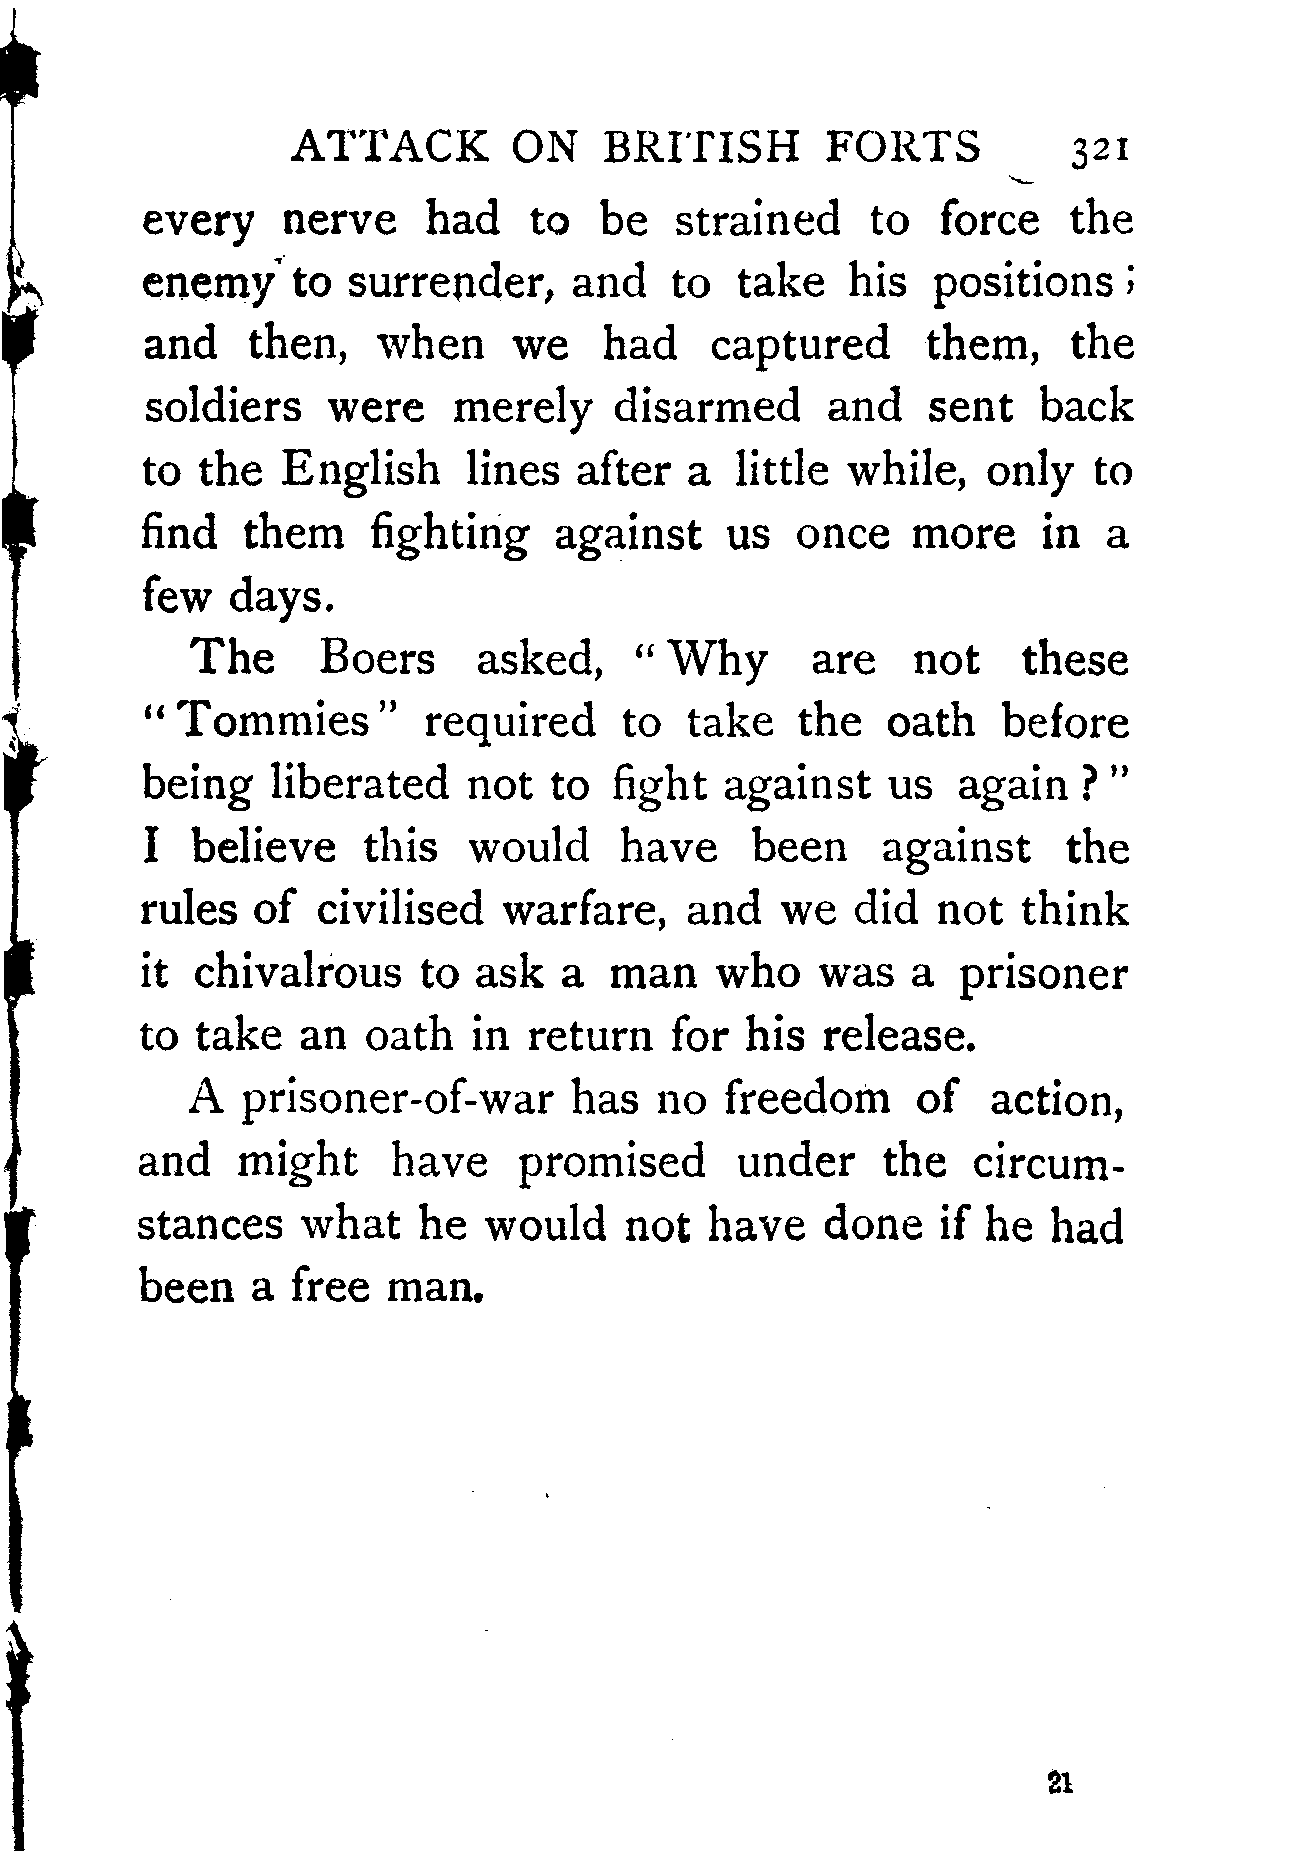 ATTACK ON BRITISH FORTS 321
every nerve had to be strained to force the
enemy to surrender, and to take his positions;
and then, when we had captured them, the
soldiers were merely disarmed and sent back
to the English lines after a little while, only to
find them fighting against us once more in a
few days.
The Boers asked, "Why are not these
"Tommies" required to take the oath before
being liberated not to fight against us again?"
I believe this would have been against the
rules of civilised warfare, and we did not think
it chivalrous to ask a man who was a prisoner
to take an oath in return for his release.
A prisoner-of-war has no freedom of action,
and might have promised under the circum-
stances what he would not have done if he had
been a free man.
21